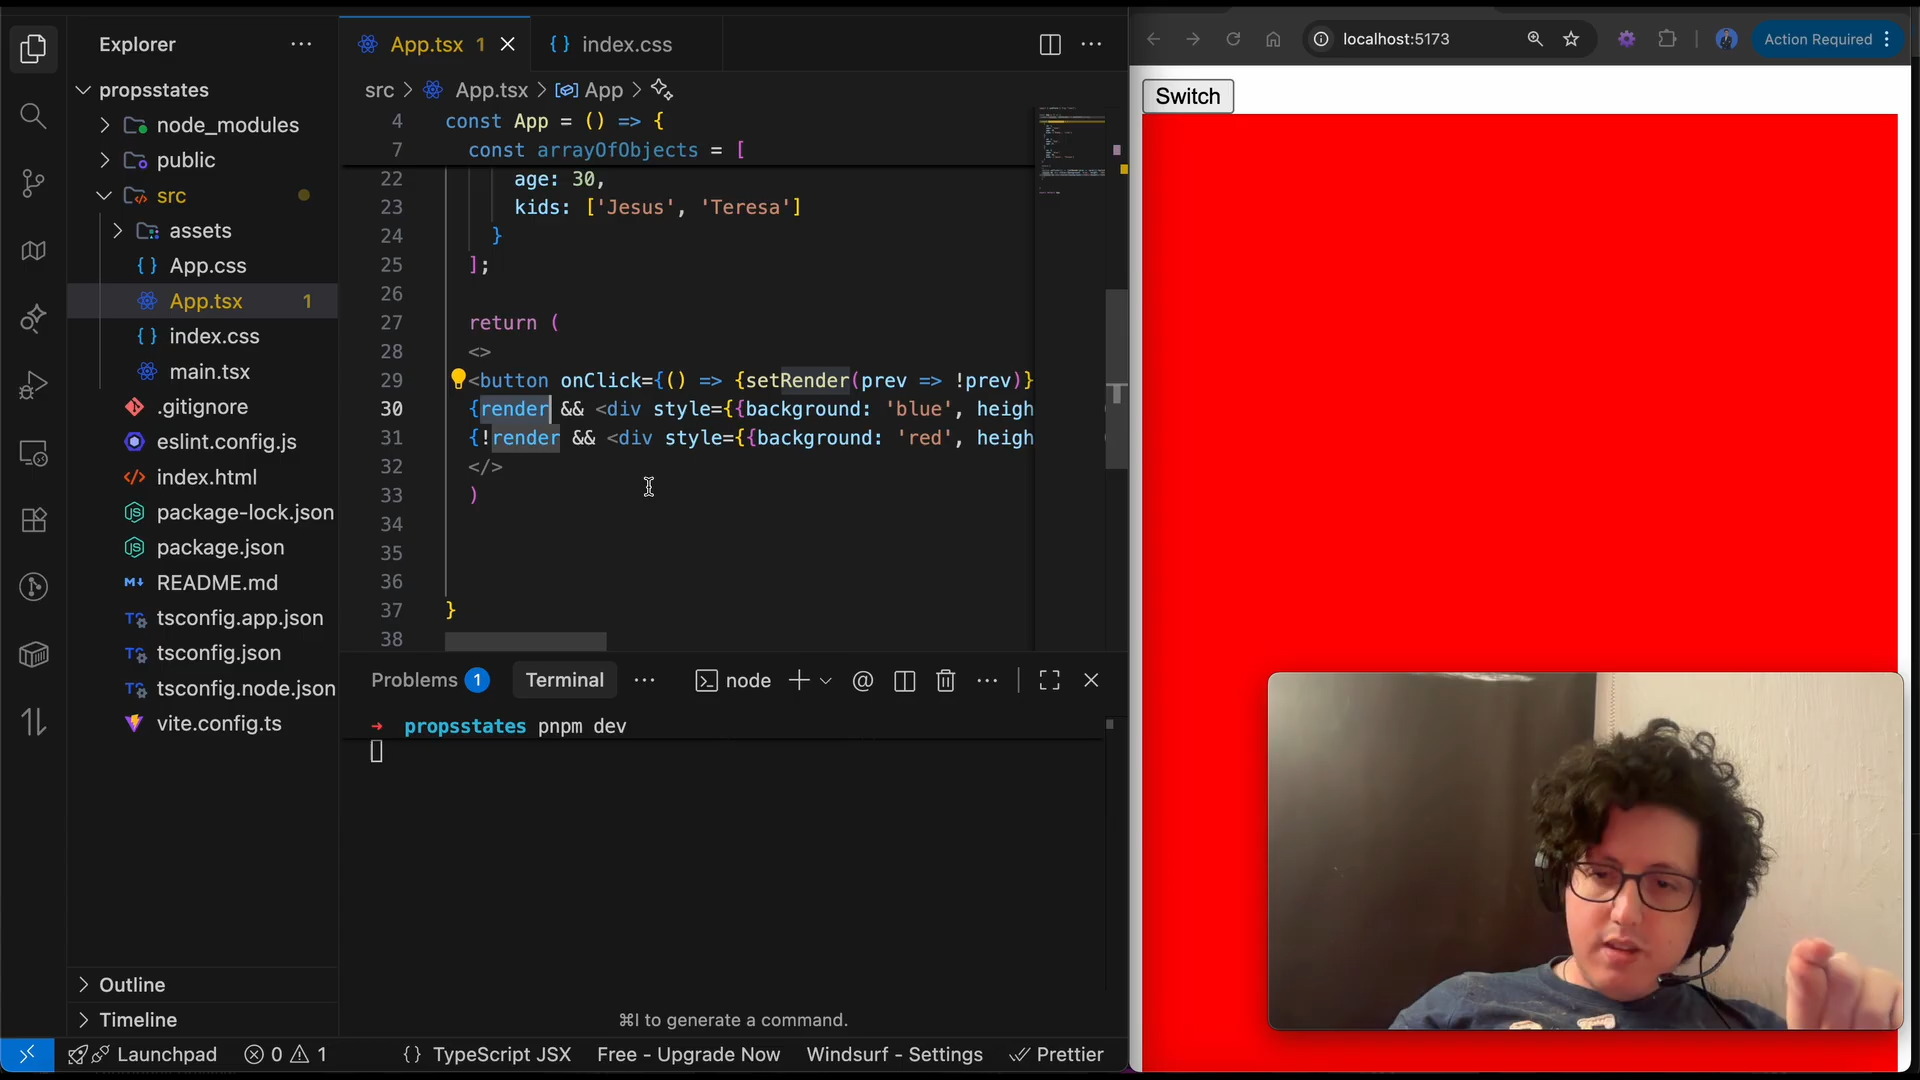 Explorer
propsstates
node_modules
public
src
assets
App.css
App.tsx 1
index.css
main.tsx
.gitignore
eslint.config.js
index.html
package-lock.json
package.json
README.md
tsconfig.app.json
tsconfig.json
tsconfig.node.json
vite.config.ts
Outline
Timeline
App.tsx 1
index.css
src > App.tsx > App >
4 const App = () => {
7 const arrayOfObjects = [
22 age: 30,
23 kids: ['Jesus', 'Teresa']
24 }
25 ];
26
27 return (
28 <>
29 <button onClick={() => {setRender(prev => !prev)}
30 {render && <div style={{background: 'blue', heigh
31 {!render && <div style={{background: 'red', heigh
32 </>
33 )
34
35
36
37 }
38
Problems 1 Terminal node
→ propsstates pnpm dev
⌘I to generate a command.
Launchpad 0 1 {} TypeScript JSX Free - Upgrade Now Windsurf - Settings Prettier
localhost:5173 Action Required
Switch